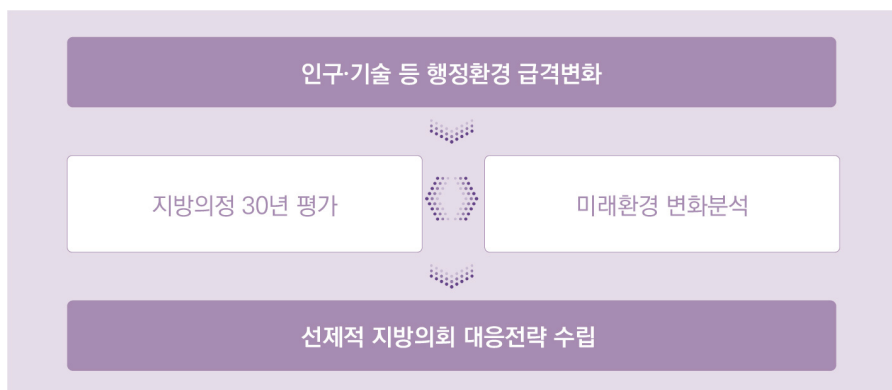 인구·기술 등 행정환경 급격변화
지방의정 30년 평가
미래환경 변화분석
선제적 지방의회 대응전략 수립